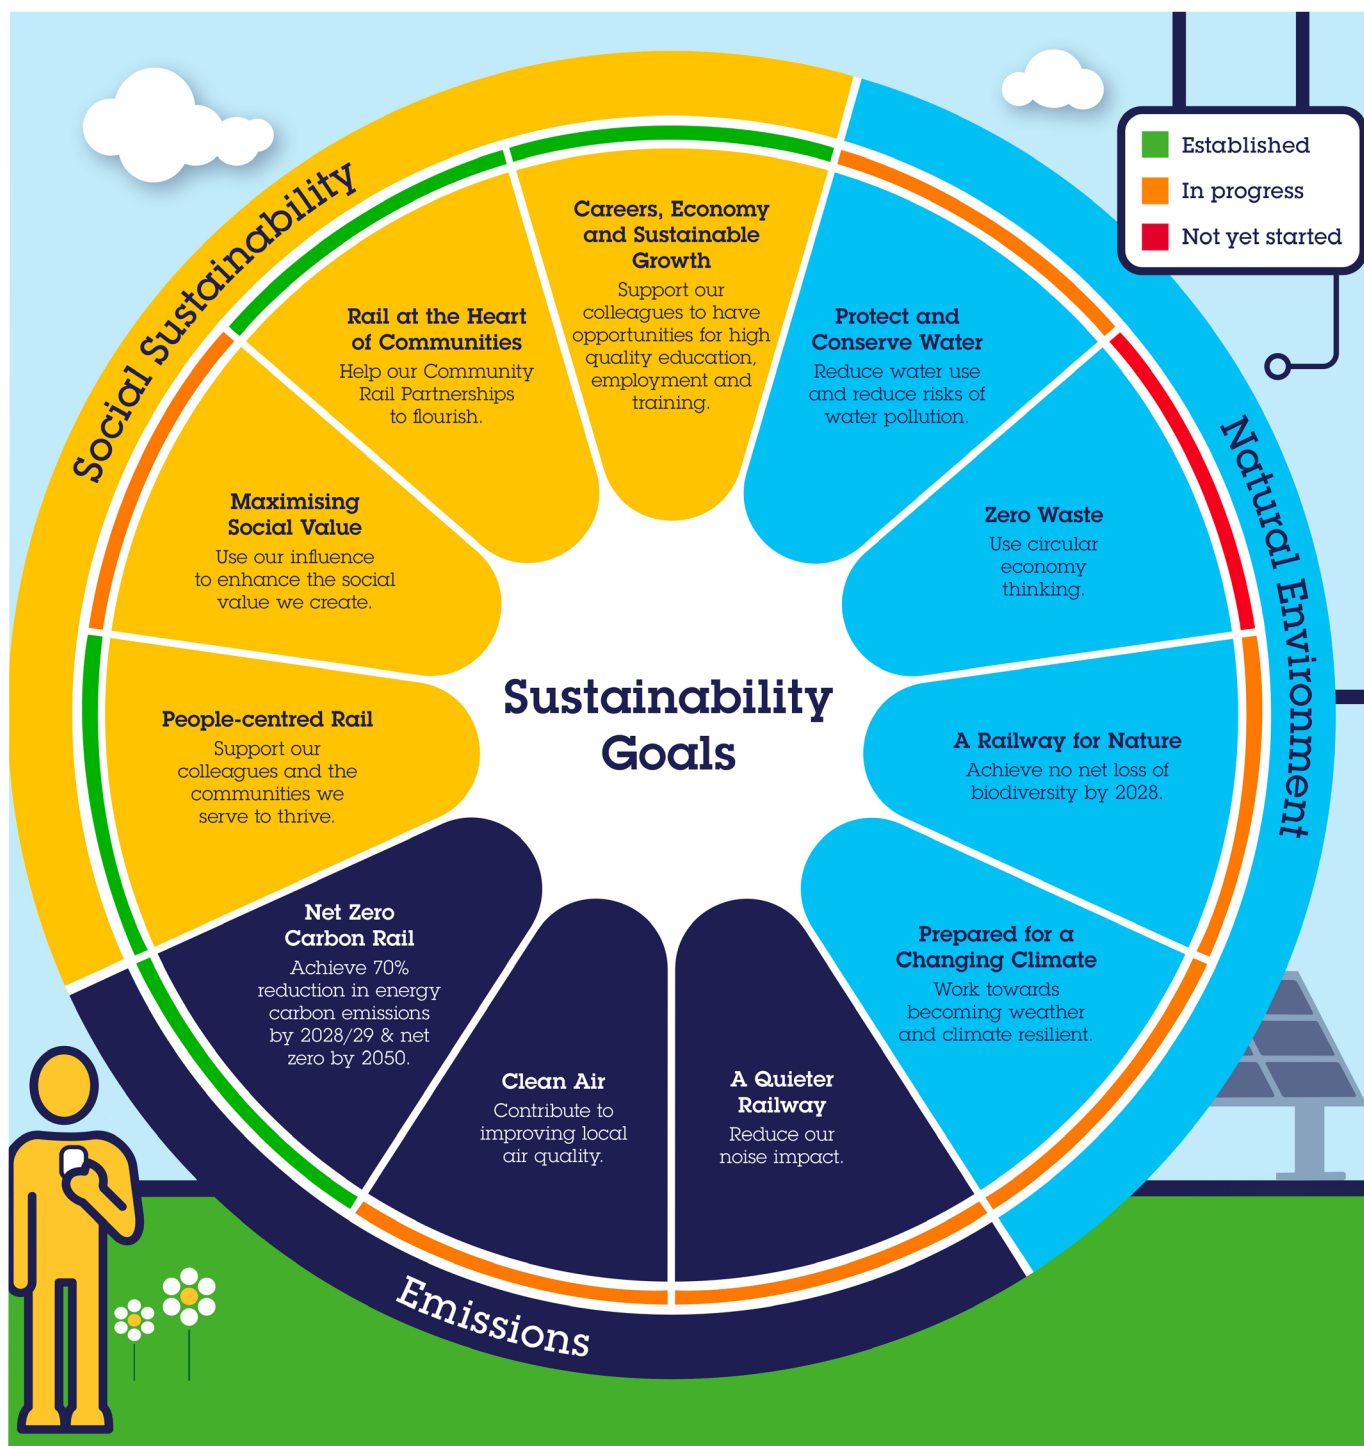 Established
In progress
Not yet started
Social Sustainability
Natural Environment
Emissions
Sustainability
Goals
Careers, Economy
and Sustainable
Growth
Support our
colleagues to have
opportunities for high
quality education,
employment and
training.
Protect and
Conserve Water
Reduce water use
and reduce risks of
water pollution.
Zero Waste
Use circular
economy
thinking.
A Railway for Nature
Achieve no net loss of
biodiversity by 2028.
Prepared for a
Changing Climate
Work towards
becoming weather
and climate resilient.
A Quieter
Railway
Reduce our
noise impact.
Clean Air
Contribute to
improving local
air quality.
Net Zero
Carbon Rail
Achieve 70%
reduction in energy
carbon emissions
by 2028/29 & net
zero by 2050.
People-centred Rail
Support our
colleagues and the
communities we
serve to thrive.
Maximising
Social Value
Use our influence
to enhance the social
value we create.
Rail at the Heart
of Communities
Help our Community
Rail Partnerships
to flourish.